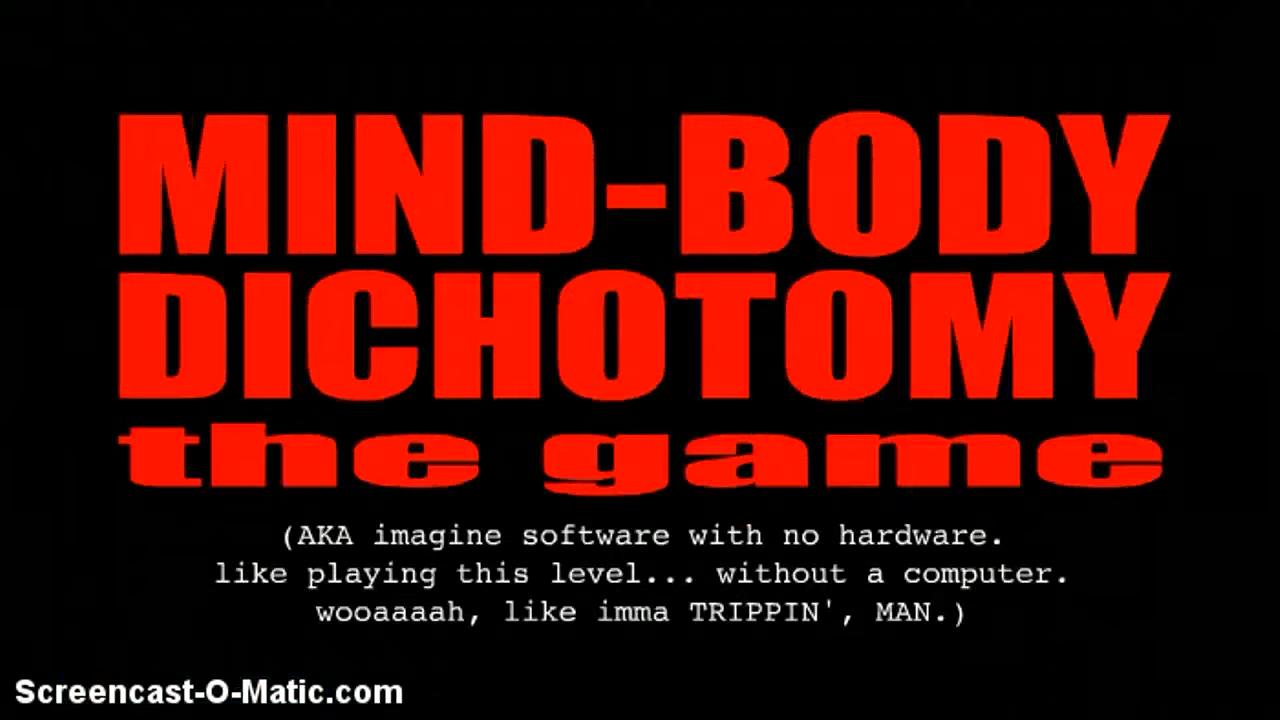 MIND-BODY
DICHOTOMY
the game
(AKA imagine software with no hardware.
like playing this level... without a computer.
wooaaaah, like imma TRIPPIN', MAN.)
Screencast-O-Matic.com